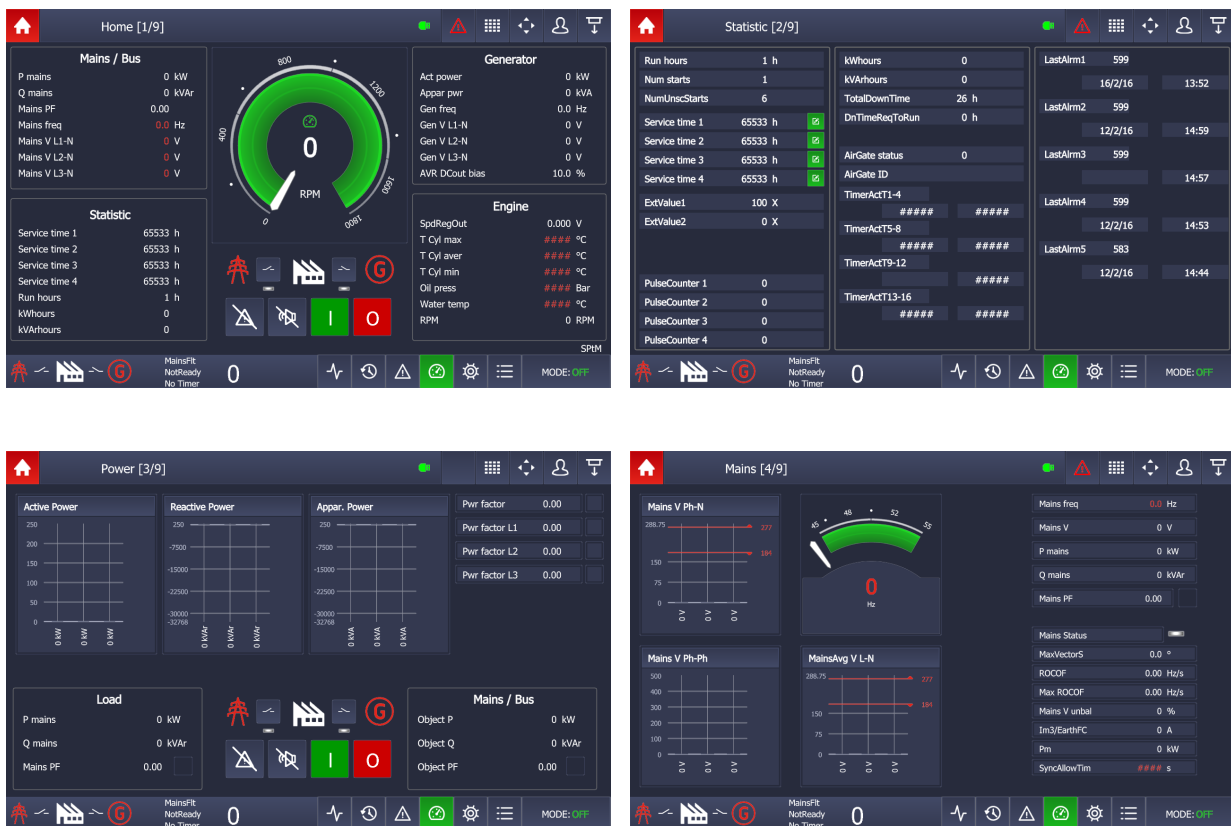 Home [1/9]
Mains / Bus
P mains 0 kW
Q mains 0 kVAr
Mains PF 0.00
Mains freq 0.0 Hz
Mains V L1-N 0 V
Mains V L2-N 0 V
Mains V L3-N 0 V
Statistic
Service time 1 65533 h
Service time 2 65533 h
Service time 3 65533 h
Service time 4 65533 h
Run hours 1 h
kWhours 0
kVArhours 0
0 400 800 1200 1600 1800
0
RPM
G
I O
Generator
Act power 0 kW
Appar pwr 0 kVA
Gen freq 0.0 Hz
Gen V L1-N 0 V
Gen V L2-N 0 V
Gen V L3-N 0 V
AVR DCout bias 10.0 %
Engine
SpdRegOut 0.000 V
T Cyl max #### °C
T Cyl aver #### °C
T Cyl min #### °C
Oil press #### Bar
Water temp #### °C
RPM 0 RPM
SPtM
G
MainsFlt
NotReady
No Timer
0
MODE: OFF
Statistic [2/9]
Run hours 1 h
Num starts 1
NumUnscStarts 6
Service time 1 65533 h
Service time 2 65533 h
Service time 3 65533 h
Service time 4 65533 h
ExtValue1 100 X
ExtValue2 0 X
PulseCounter 1 0
PulseCounter 2 0
PulseCounter 3 0
PulseCounter 4 0
kWhours 0
kVArhours 0
TotalDownTime 26 h
DnTimeReqToRun 0 h
AirGate status 0
AirGate ID
TimerActT1-4
##### #####
TimerActT5-8
##### #####
TimerActT9-12
#####
TimerActT13-16
##### #####
LastAlrm1 599
16/2/16 13:52
LastAlrm2 599
12/2/16 14:59
LastAlrm3 599
14:57
LastAlrm4 599
12/2/16 14:53
LastAlrm5 583
12/2/16 14:44
G
MainsFlt
NotReady
No Timer
0
MODE: OFF
Power [3/9]
Active Power
250
200
150
100
50
0
0 kW 0 kW 0 kW
Reactive Power
250
-7500
-15000
-22500
-30000
-32768
0 kVAr 0 kVAr 0 kVAr
Appar. Power
250
-7500
-15000
-22500
-30000
-32768
0 kVA 0 kVA 0 kVA
Pwr factor 0.00
Pwr factor L1 0.00
Pwr factor L2 0.00
Pwr factor L3 0.00
Load
P mains 0 kW
Q mains 0 kVAr
Mains PF 0.00
G
I O
Mains / Bus
Object P 0 kW
Object Q 0 kVAr
Object PF 0.00
G
MainsFlt
NotReady
No Timer
0
MODE: OFF
Mains [4/9]
Mains V Ph-N
288.75 277
184
150
75
0
0 V 0 V 0 V
45 48 52 55
0
Hz
Mains V Ph-Ph
500
400
300
200
100
0
0 V 0 V 0 V
MainsAvg V L-N
288.75 277
184
150
75
0
0 V 0 V 0 V
Mains freq 0.0 Hz
Mains V 0 V
P mains 0 kW
Q mains 0 kVAr
Mains PF 0.00
Mains Status
MaxVectorS 0.0 °
ROCOF 0.00 Hz/s
Max ROCOF 0.00 Hz/s
Mains V unbal 0 %
Im3/EarthFC 0 A
Pm 0 kW
SyncAllowTim #### s
G
MainsFlt
NotReady
No Timer
0
MODE: OFF